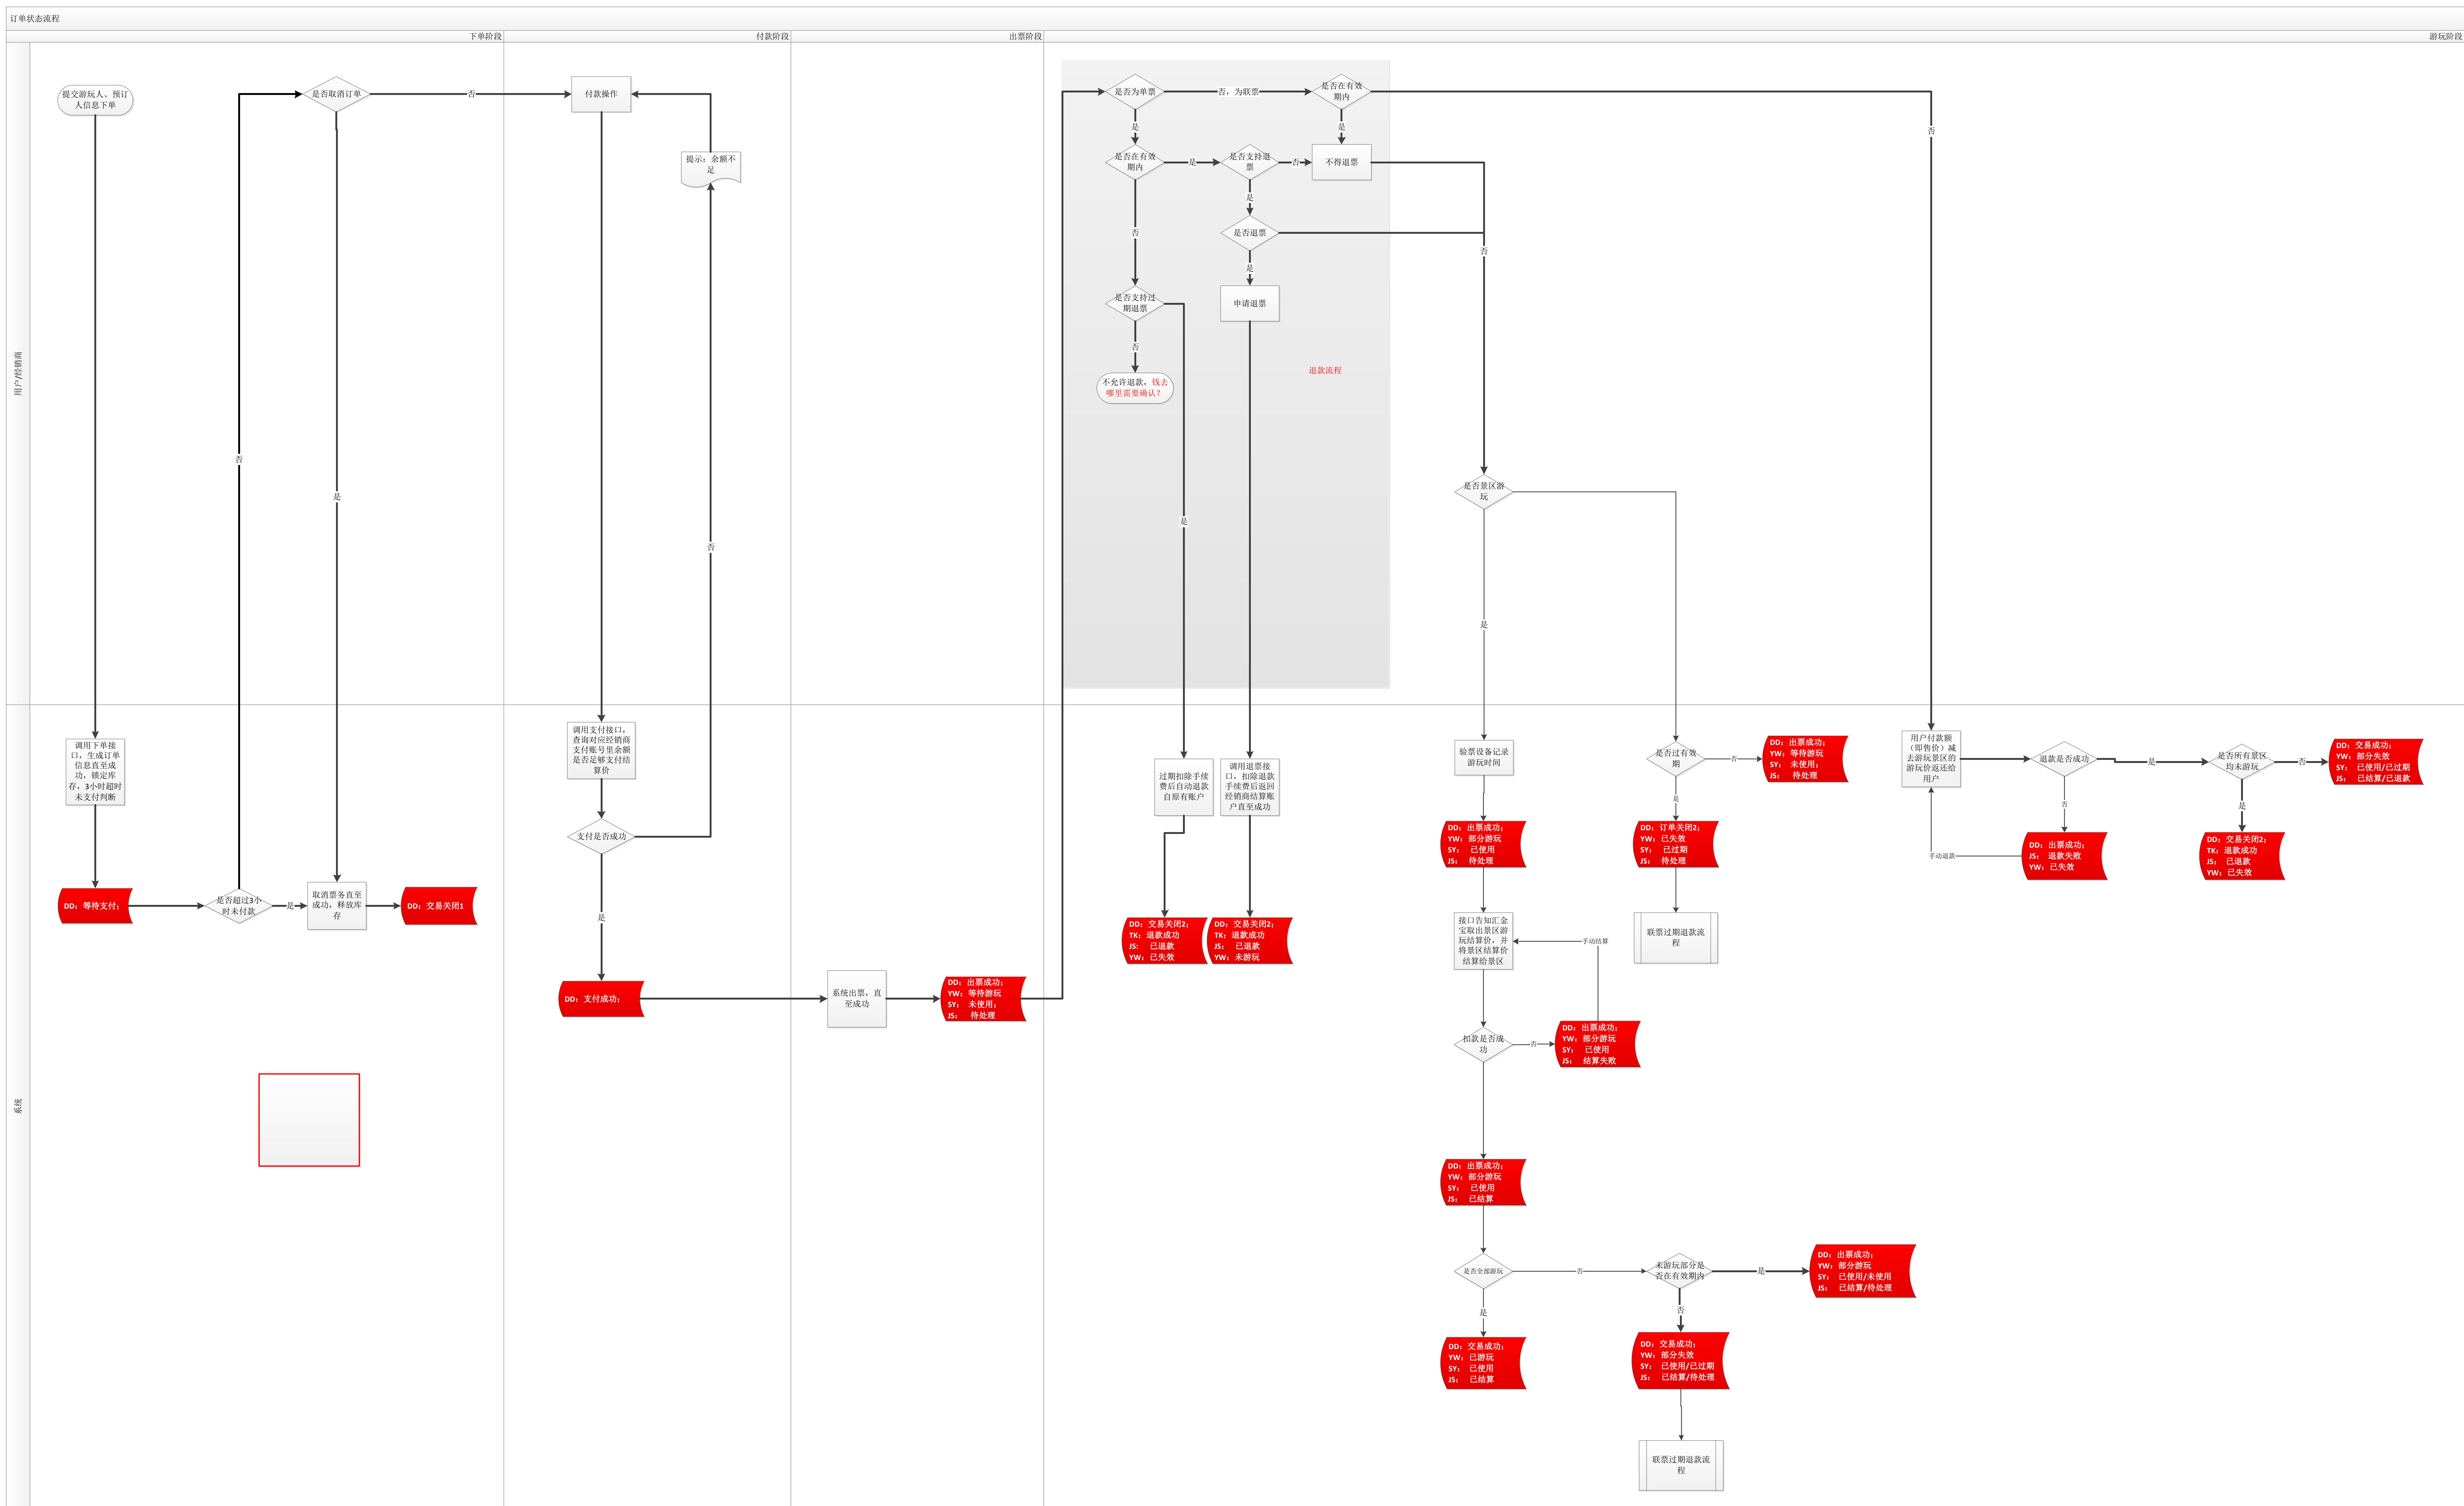 订单状态流程
下单阶段
付款阶段
出票阶段
游玩阶段
用户/经销商
提交游玩人、预订
人信息下单
是否取消订单
否
付款操作
提示：余额不
足
是否为单票
否，为联票
是否在有效
期内
否
是
是
是否在有效
期内
是
是否支持退
票
否
不得退票
是
否
是否退票
否
是
是否支持过
期退票
申请退票
否
不允许退款，钱去
哪里需要确认？
退款流程
否
是
是
否
是否景区游
玩
是
系统
调用下单接
口，生成订单
信息直至成
功，锁定库
存，3小时超时
未支付判断
DD：等待支付；
是否超过3小
时未付款
是
取消票务直至
成功，释放库
存
DD：交易关闭1
调用支付接口，
查询对应经销商
支付账号里余额
是否足够支付结
算价
支付是否成功
是
DD：支付成功；
系统出票，直
至成功
DD：出票成功；
YW：等待游玩
SY： 未使用；
JS： 待处理
过期扣除手续
费后自动退款
自原有账户
调用退票接
口，扣除退款
手续费后返回
经销商结算账
户直至成功
DD：交易关闭2；
TK：退款成功
JS： 已退款
YW：已失效
DD：交易关闭2；
TK：退款成功
JS： 已退款
YW：未游玩
验票设备记录
游玩时间
是否过有效
期
否
DD：出票成功；
YW：等待游玩
SY： 未使用；
JS： 待处理
是
DD：出票成功；
YW：部分游玩
SY： 已使用
JS： 待处理
DD：订单关闭2；
YW：已失效
SY： 已过期
JS： 待处理
接口告知汇金
宝取出景区游
玩结算价，并
将景区结算价
结算给景区
手动结算
联票过期退款流
程
扣款是否成
功
否
DD：出票成功；
YW：部分游玩
SY： 已使用
JS： 结算失败
DD：出票成功；
YW：部分游玩
SY： 已使用
JS： 已结算
是否全部游玩
否
未游玩部分是
否在有效期内
是
DD：出票成功；
YW：部分游玩
SY： 已使用/未使用
JS： 已结算/待处理
是
否
DD：交易成功；
YW：已游玩
SY： 已使用
JS： 已结算
DD：交易成功；
YW：部分失效
SY： 已使用/已过期
JS： 已结算/待处理
联票过期退款流
程
用户付款额
（即售价）减
去游玩景区的
游玩价返还给
用户
退款是否成功
是
是否所有景区
均未游玩
否
DD：交易成功；
YW：部分失效
SY： 已使用/已过期
JS： 已结算/已退款
否
是
手动退款
DD：出票成功；
JS： 退款失败
YW：已失效
DD：交易关闭2；
TK：退款成功
JS： 已退款
YW：已失效